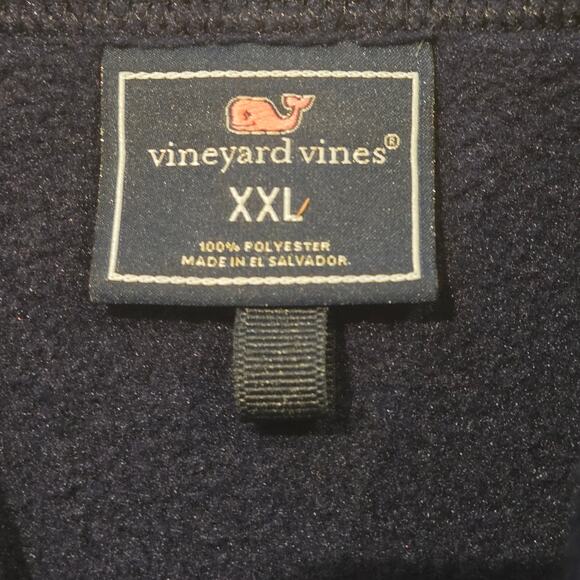 vineyard vines®
XXL
100% POLYESTER
MADE IN EL SALVADOR